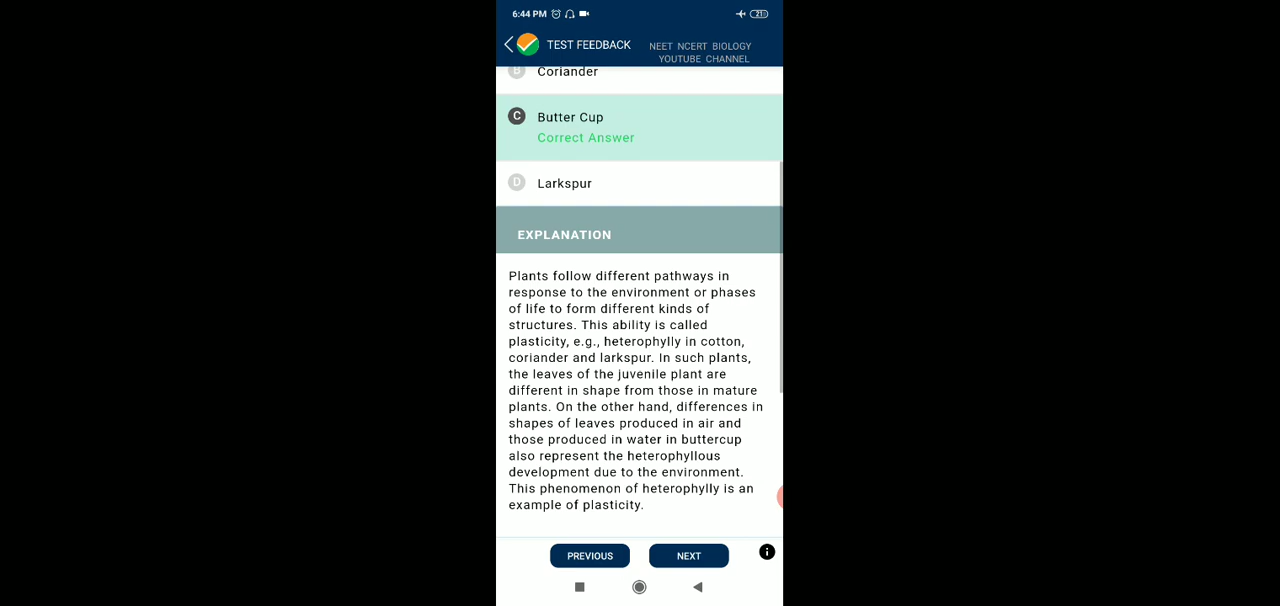 6:44 PM
21
TEST FEEDBACK
NEET NCERT BIOLOGY
YOUTUBE CHANNEL
B Coriander
C Butter Cup
Correct Answer
D Larkspur
EXPLANATION
Plants follow different pathways in
response to the environment or phases
of life to form different kinds of
structures. This ability is called
plasticity, e.g., heterophylly in cotton,
coriander and larkspur. In such plants,
the leaves of the juvenile plant are
different in shape from those in mature
plants. On the other hand, differences in
shapes of leaves produced in air and
those produced in water in buttercup
also represent the heterophyllous
development due to the environment.
This phenomenon of heterophylly is an
example of plasticity.
PREVIOUS
NEXT
i